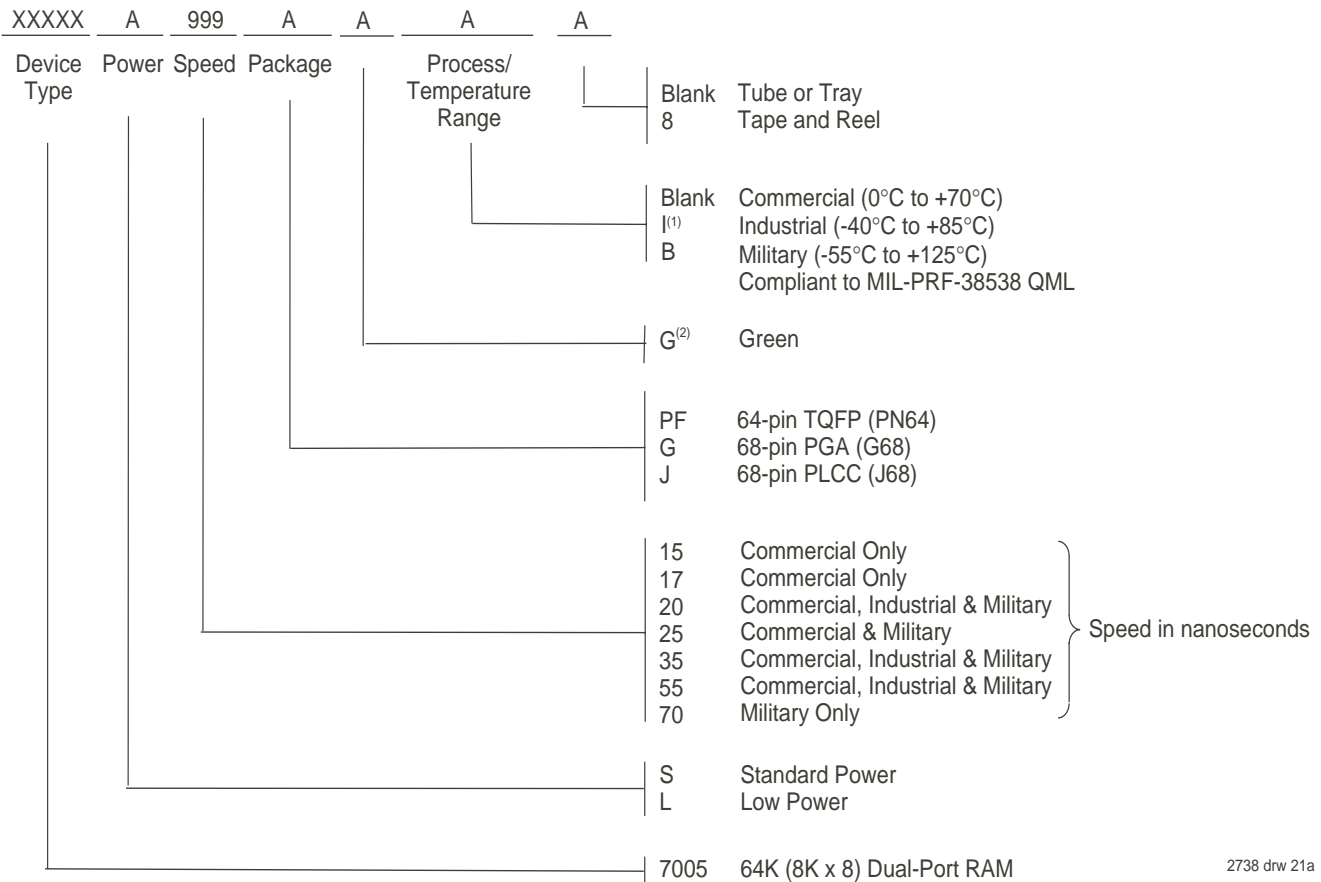 XXXXX A 999 A A A A
Device Type Power Speed Package Process/ Temperature Range
Blank Tube or Tray
8 Tape and Reel
Blank Commercial (0°C to +70°C)
I(1) Industrial (-40°C to +85°C)
B Military (-55°C to +125°C)
Compliant to MIL-PRF-38538 QML
G(2) Green
PF 64-pin TQFP (PN64)
G 68-pin PGA (G68)
J 68-pin PLCC (J68)
15 Commercial Only
17 Commercial Only
20 Commercial, Industrial & Military
25 Commercial & Military
35 Commercial, Industrial & Military
55 Commercial, Industrial & Military
70 Military Only
Speed in nanoseconds
S Standard Power
L Low Power
7005 64K (8K x 8) Dual-Port RAM
2738 drw 21a